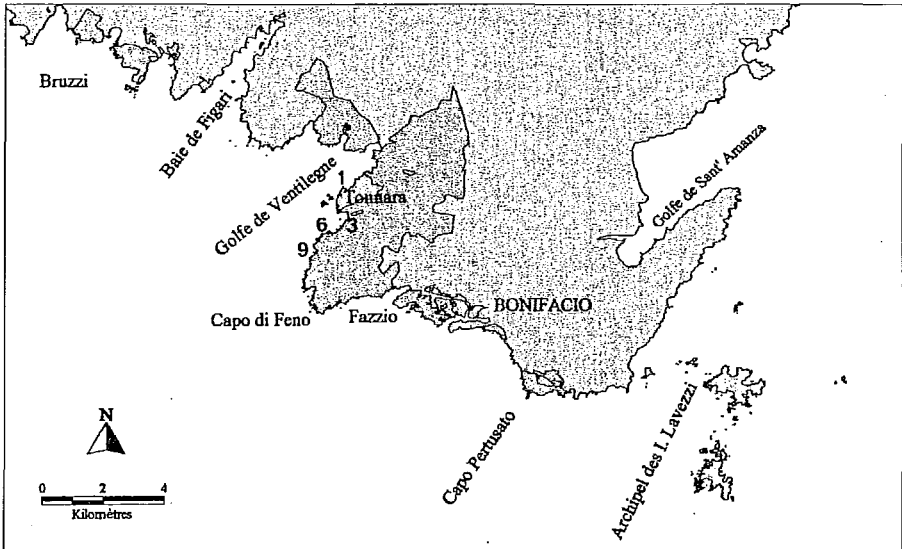 Bruzzi
Baie de Figari
Golfe de Ventilegne
Golfe de Sant' Amanza
1
Tonnara
6 3
9
Capo di Feno
Fazzio
BONIFACIO
Capo Pertusato
Archipel des I. Lavezzi
N
0 2 4
Kilomètres